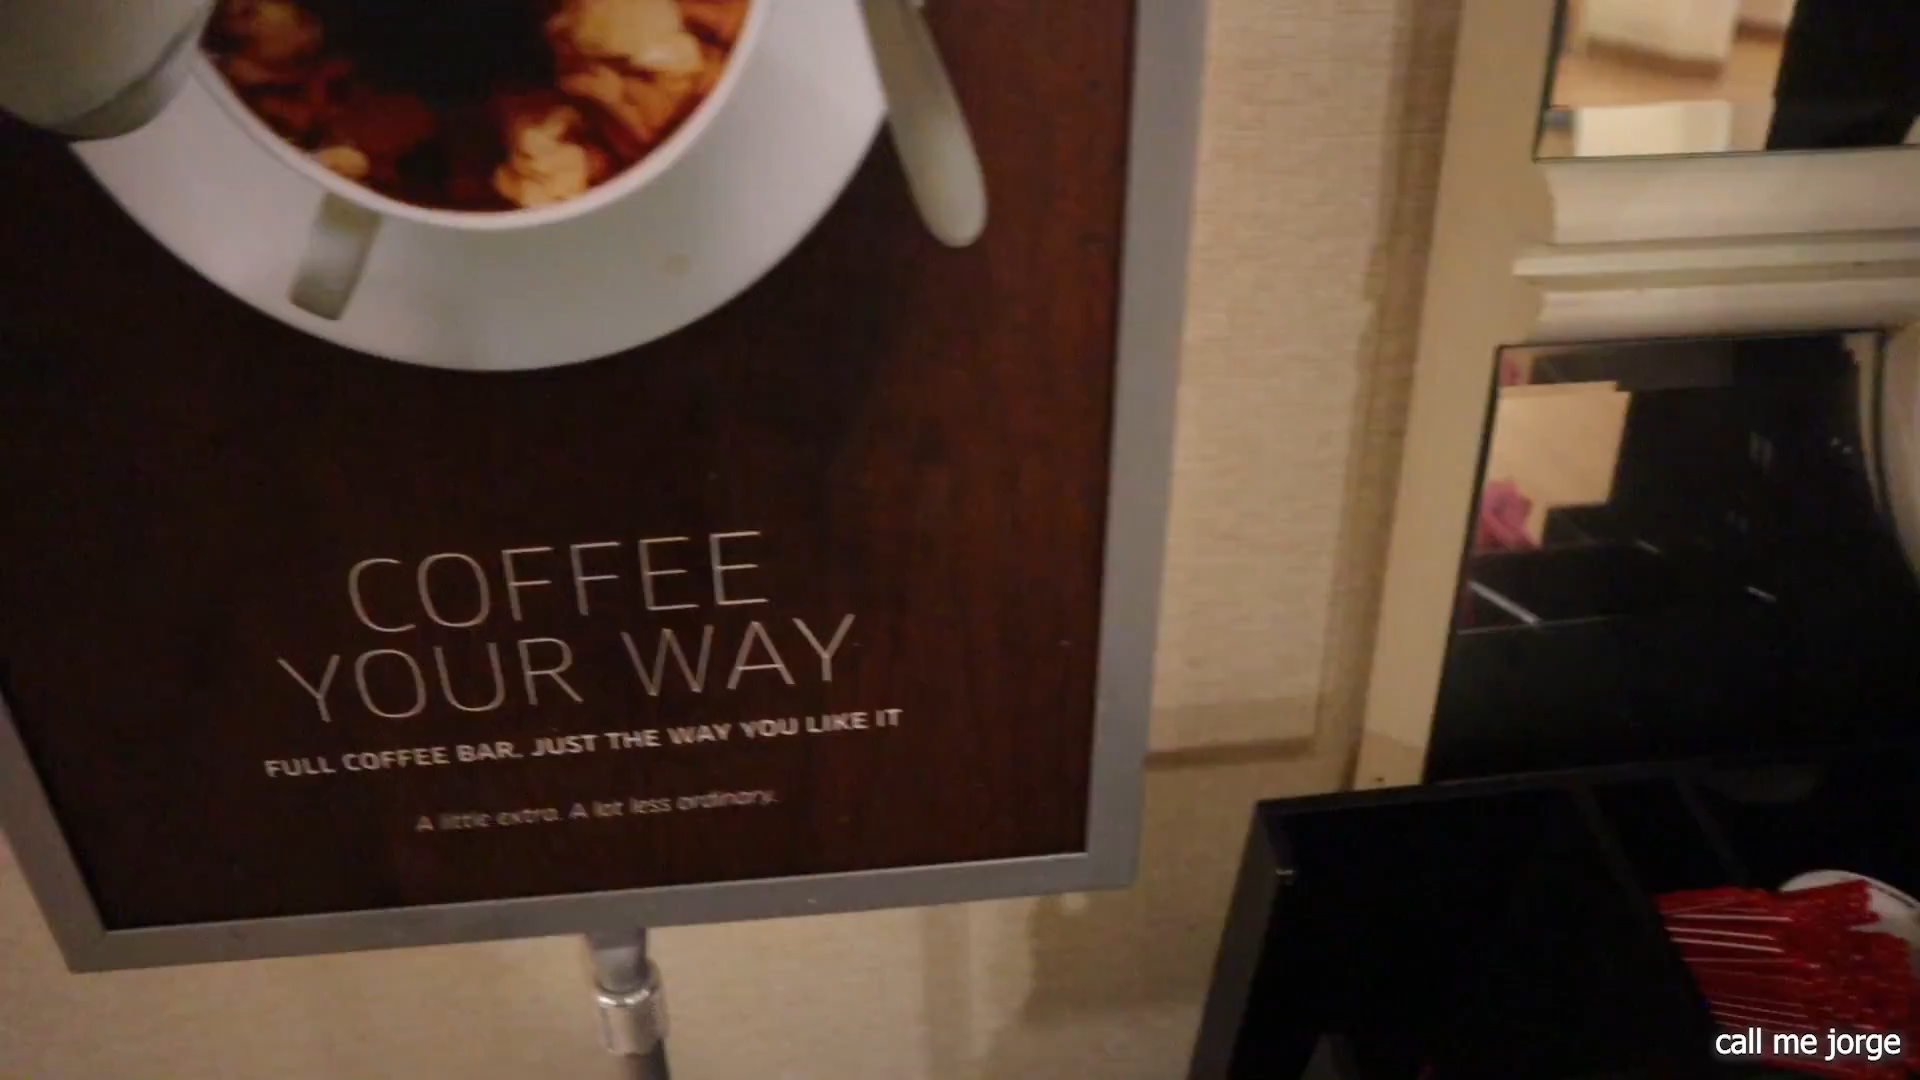 COFFEE
YOUR WAY
FULL COFFEE BAR. JUST THE WAY YOU LIKE IT
A little extra. A lot less ordinary.
call me jorge